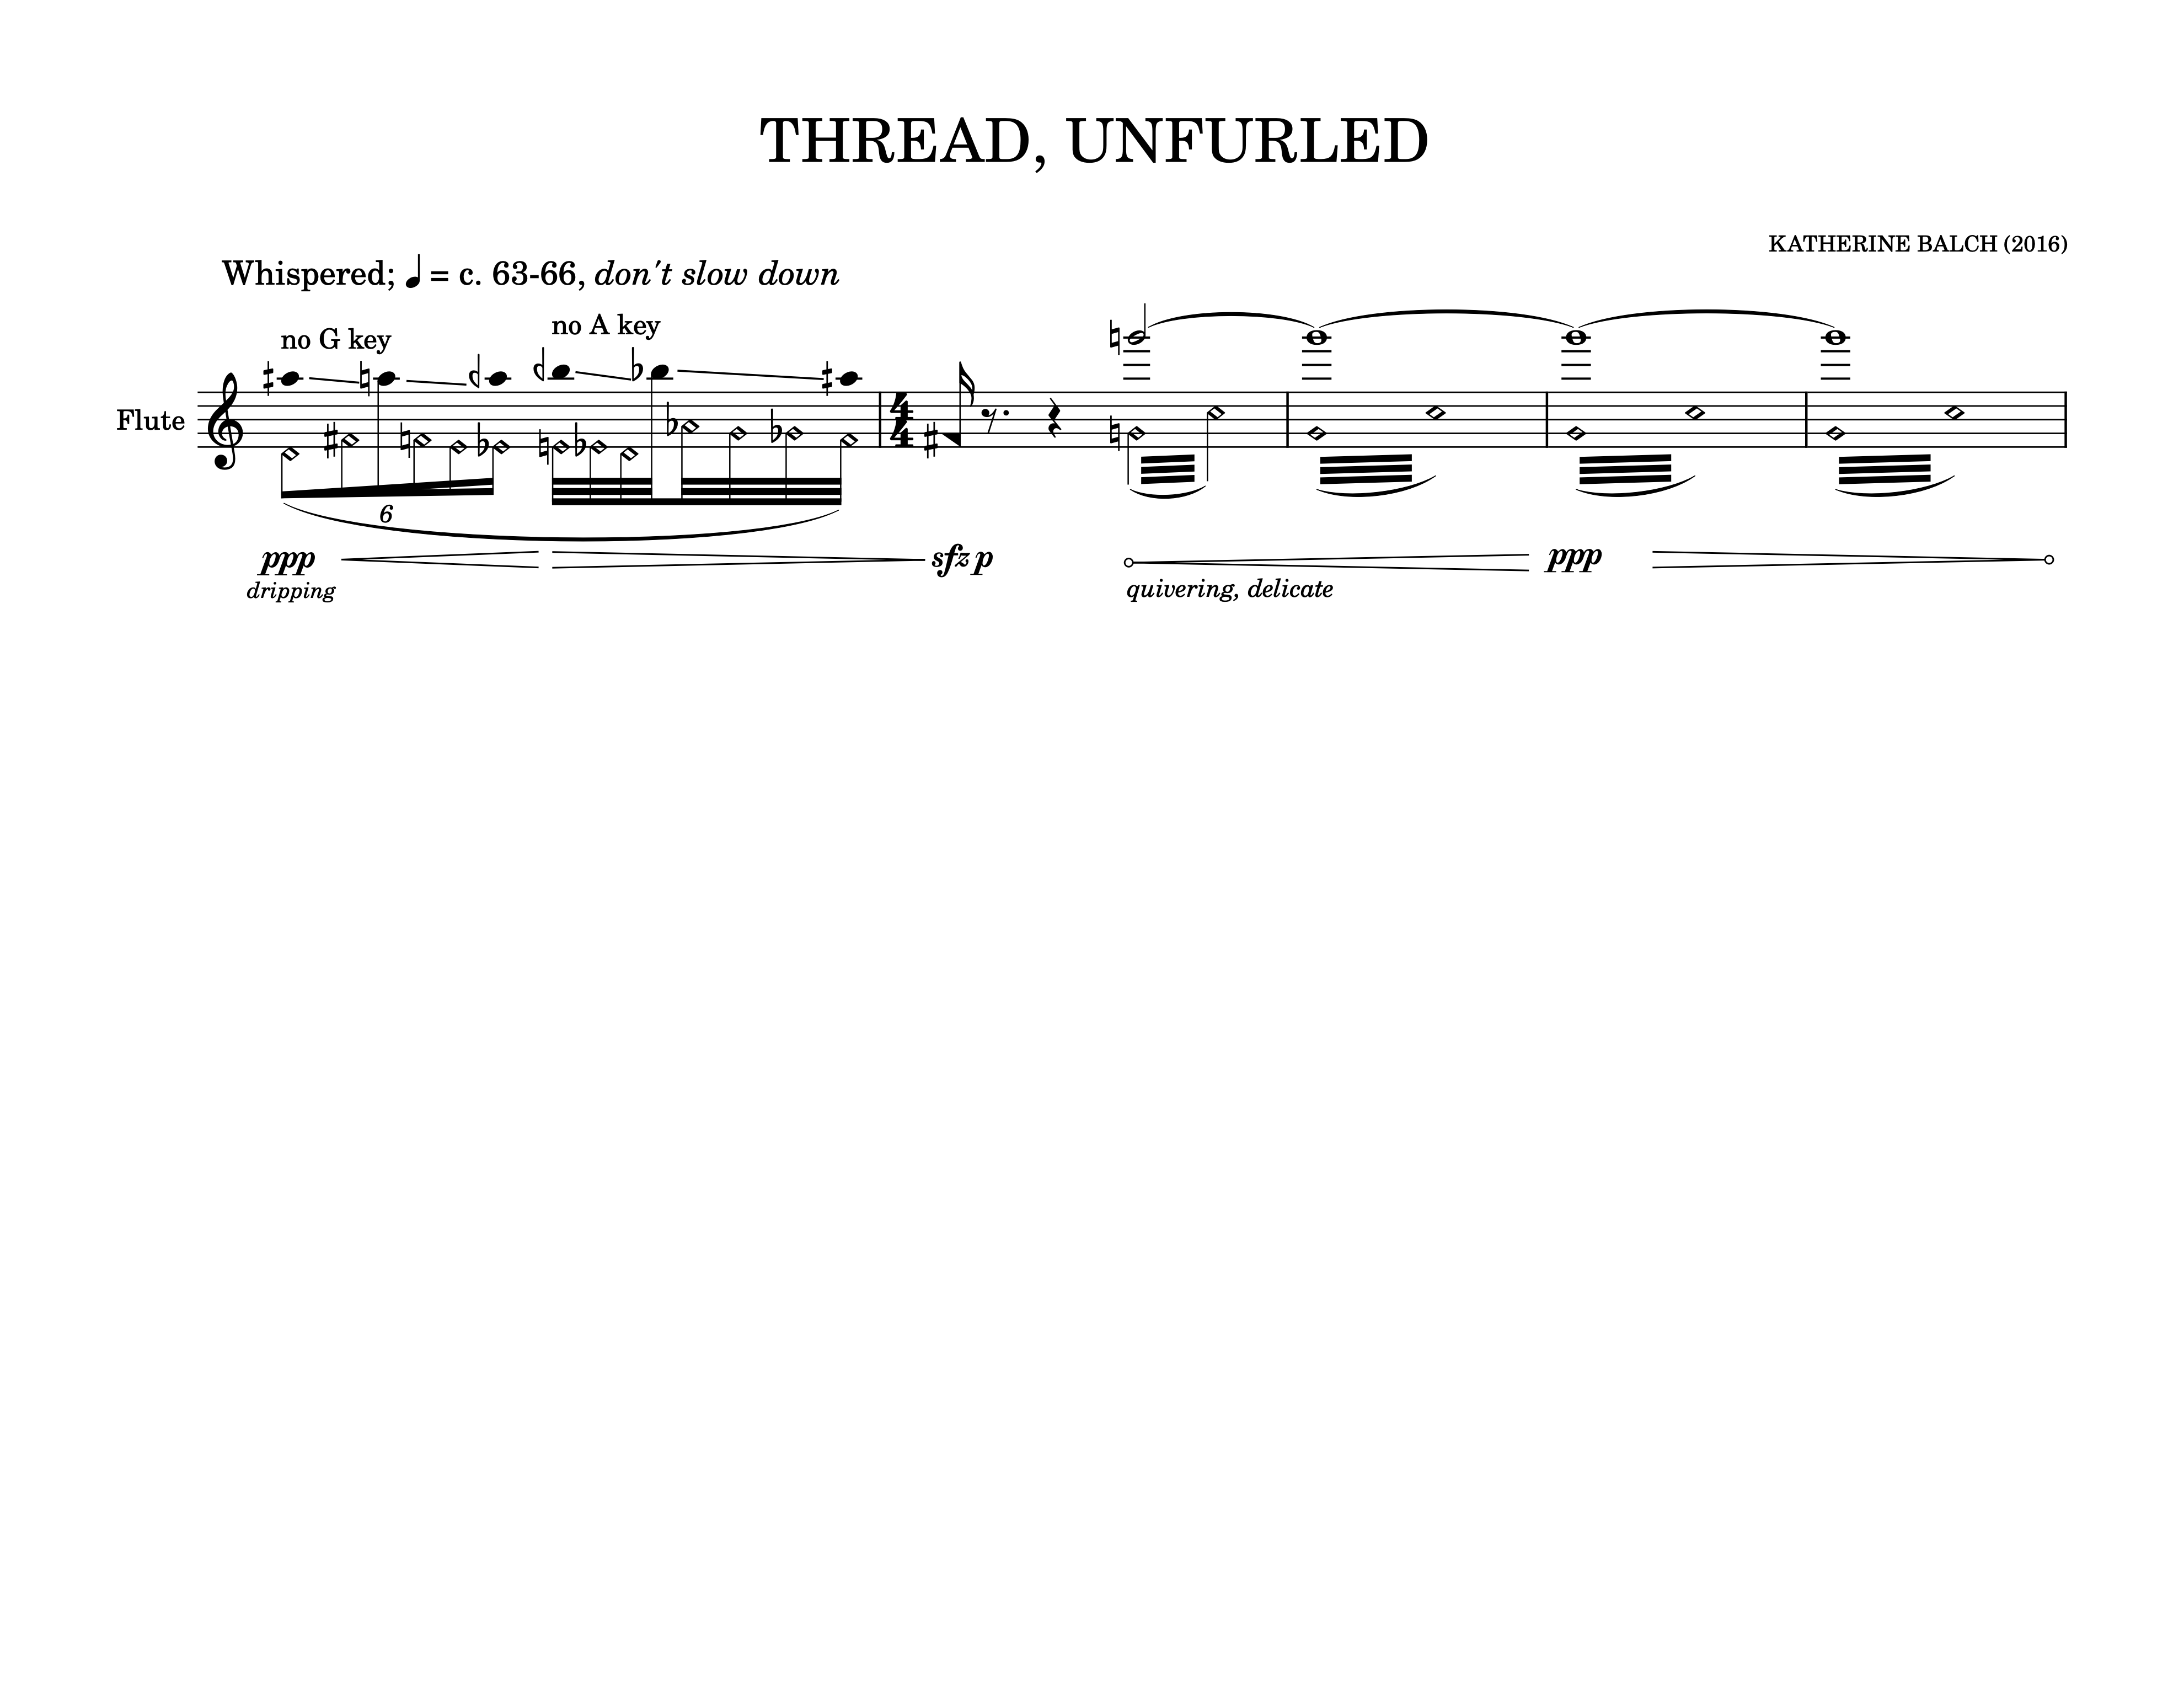 THREAD, UNFURLED
KATHERINE BALCH (2016)
Whispered; ♩ = c. 63-66, don't slow down
no G key no A key
Flute
4
4
6
ppp sfz p ppp
dripping quivering, delicate